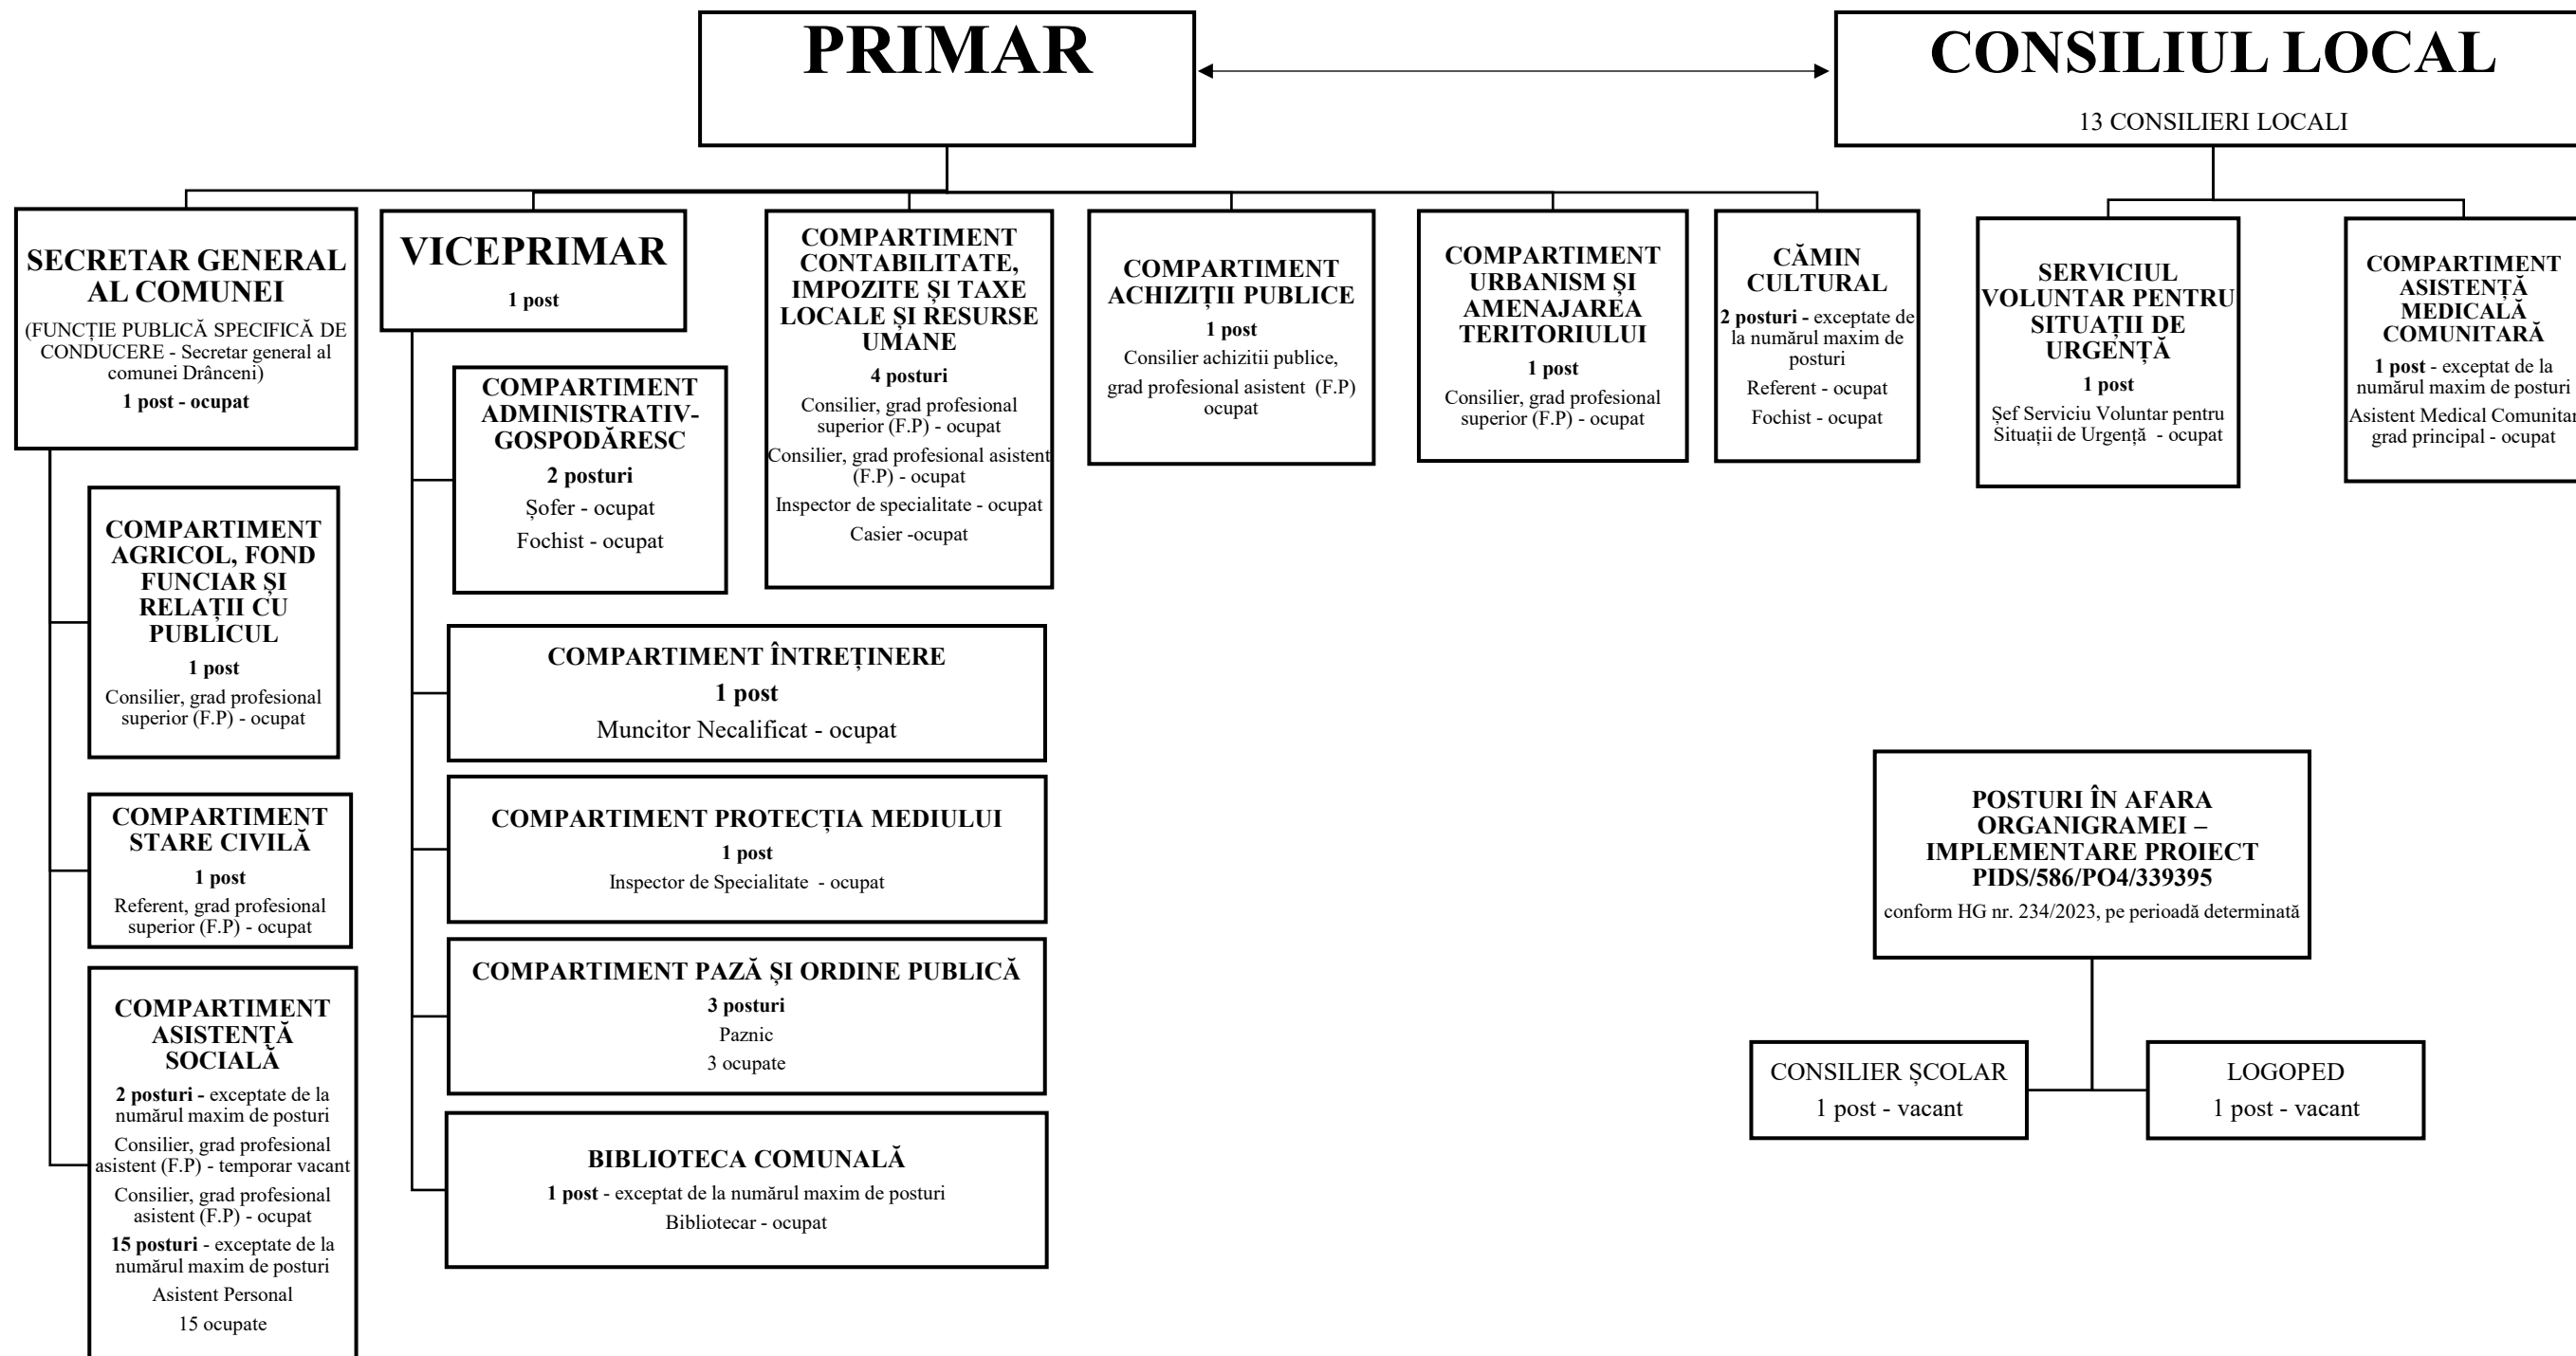 PRIMAR
CONSILIUL LOCAL
13 CONSILIERI LOCALI
SECRETAR GENERAL
AL COMUNEI
(FUNCȚIE PUBLICĂ SPECIFICĂ DE
CONDUCERE - Secretar general al
comunei Drânceni)
1 post - ocupat
VICEPRIMAR
1 post
COMPARTIMENT
CONTABILITATE,
IMPOZITE ȘI TAXE
LOCALE ȘI RESURSE
UMANE
4 posturi
Consilier, grad profesional
superior (F.P) - ocupat
Consilier, grad profesional asistent
(F.P) - ocupat
Inspector de specialitate - ocupat
Casier -ocupat
COMPARTIMENT
ACHIZIȚII PUBLICE
1 post
Consilier achizitii publice,
grad profesional asistent (F.P)
ocupat
COMPARTIMENT
URBANISM ȘI
AMENAJAREA
TERITORIULUI
1 post
Consilier, grad profesional
superior (F.P) - ocupat
CĂMIN
CULTURAL
2 posturi - exceptate de
la numărul maxim de
posturi
Referent - ocupat
Fochist - ocupat
SERVICIUL
VOLUNTAR PENTRU
SITUAȚII DE
URGENȚĂ
1 post
Șef Serviciu Voluntar pentru
Situații de Urgență - ocupat
COMPARTIMENT
ASISTENȚĂ
MEDICALĂ
COMUNITARĂ
1 post - exceptat de la
numărul maxim de posturi
Asistent Medical Comunitar
grad principal - ocupat
COMPARTIMENT
AGRICOL, FOND
FUNCIAR ȘI
RELAȚII CU
PUBLICUL
1 post
Consilier, grad profesional
superior (F.P) - ocupat
COMPARTIMENT
STARE CIVILĂ
1 post
Referent, grad profesional
superior (F.P) - ocupat
COMPARTIMENT
ASISTENȚĂ
SOCIALĂ
2 posturi - exceptate de la
numărul maxim de posturi
Consilier, grad profesional
asistent (F.P) - temporar vacant
Consilier, grad profesional
asistent (F.P) - ocupat
15 posturi - exceptate de la
numărul maxim de posturi
Asistent Personal
15 ocupate
COMPARTIMENT
ADMINISTRATIV-
GOSPODĂRESC
2 posturi
Șofer - ocupat
Fochist - ocupat
COMPARTIMENT ÎNTREȚINERE
1 post
Muncitor Necalificat - ocupat
COMPARTIMENT PROTECȚIA MEDIULUI
1 post
Inspector de Specialitate - ocupat
COMPARTIMENT PAZĂ ȘI ORDINE PUBLICĂ
3 posturi
Paznic
3 ocupate
BIBLIOTECA COMUNALĂ
1 post - exceptat de la numărul maxim de posturi
Bibliotecar - ocupat
POSTURI ÎN AFARA
ORGANIGRAMEI –
IMPLEMENTARE PROIECT
PIDS/586/PO4/339395
conform HG nr. 234/2023, pe perioadă determinată
CONSILIER ȘCOLAR
1 post - vacant
LOGOPED
1 post - vacant